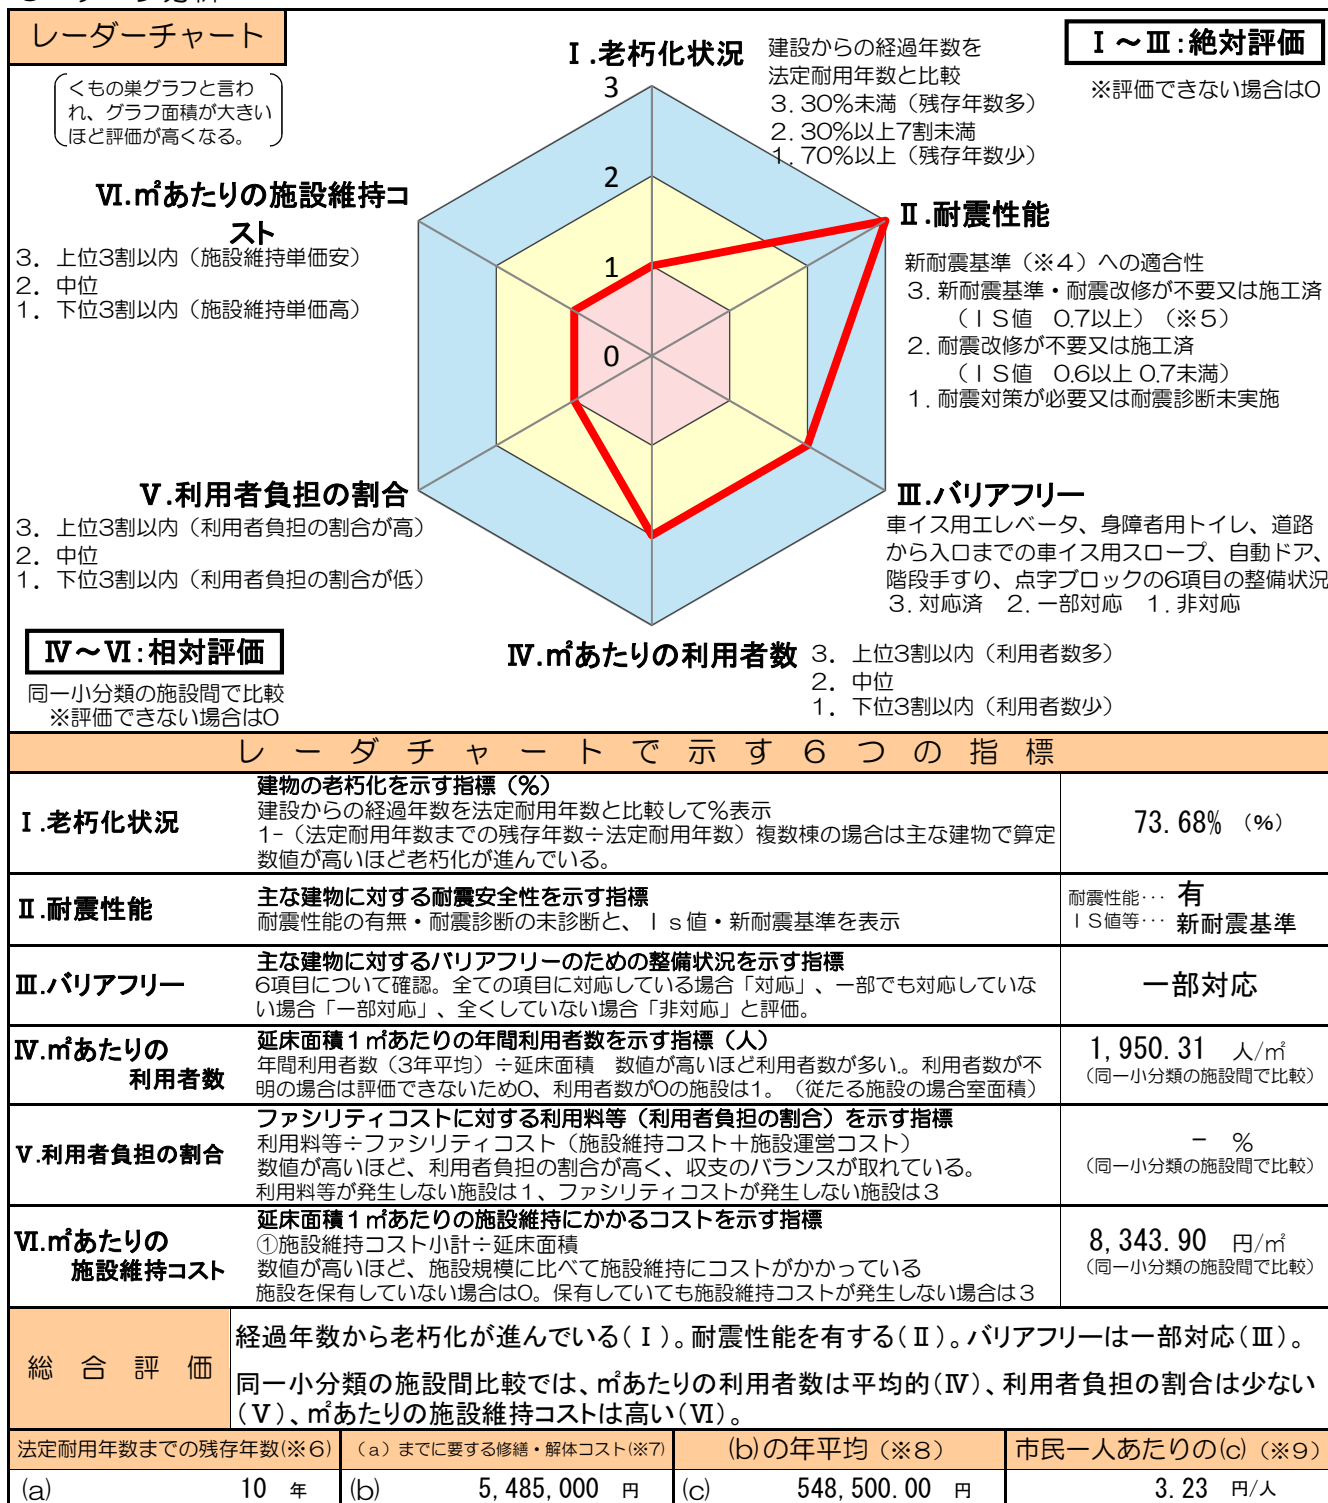 レーダーチャート
くもの巣グラフと言わ
れ、グラフ面積が大きい
ほど評価が高くなる。
Ⅰ.老朽化状況
建設からの経過年数を
法定耐用年数と比較
3.30%未満（残存年数多）
2.30%以上7割未満
1.70%以上（残存年数少）
Ⅰ～Ⅲ:絶対評価
※評価できない場合は0
3
2
1
0
Ⅵ.㎡あたりの施設維持コ
スト
3. 上位3割以内（施設維持単価安）
2. 中位
1. 下位3割以内（施設維持単価高）
Ⅱ.耐震性能
新耐震基準（※4）への適合性
3.新耐震基準・耐震改修が不要又は施工済
（ＩＳ値　0.7以上）（※5）
2.耐震改修が不要又は施工済
（ＩＳ値　0.6以上 0.7未満）
1.耐震対策が必要又は耐震診断未実施
Ⅴ.利用者負担の割合
3. 上位3割以内（利用者負担の割合が高）
2. 中位
1. 下位3割以内（利用者負担の割合が低）
Ⅲ.バリアフリー
車イス用エレベータ、身障者用トイレ、道路
から入口までの車イス用スロープ、自動ドア、
階段手すり、点字ブロックの6項目の整備状況
3.対応済　2.一部対応　1.非対応
Ⅳ～Ⅵ:相対評価
同一小分類の施設間で比較
※評価できない場合は0
Ⅳ.㎡あたりの利用者数
3. 上位3割以内（利用者数多）
2. 中位
1. 下位3割以内（利用者数少）
レーダチャートで示す6つの指標
Ⅰ.老朽化状況
建物の老朽化を示す指標（%）
建設からの経過年数を法定耐用年数と比較して%表示
1-（法定耐用年数までの残存年数÷法定耐用年数）複数棟の場合は主な建物で算定
数値が高いほど老朽化が進んでいる。
73.68% （%）
Ⅱ.耐震性能
主な建物に対する耐震安全性を示す指標
耐震性能の有無・耐震診断の未診断と、Ｉｓ値・新耐震基準を表示
耐震性能… 有
ＩＳ値等… 新耐震基準
Ⅲ.バリアフリー
主な建物に対するバリアフリーのための整備状況を示す指標
6項目について確認。全ての項目に対応している場合「対応」、一部でも対応していな
い場合「一部対応」、全くしていない場合「非対応」と評価。
一部対応
Ⅳ.㎡あたりの
利用者数
延床面積1㎡あたりの年間利用者数を示す指標（人）
年間利用者数（3年平均）÷延床面積　数値が高いほど利用者数が多い。利用者数が不
明の場合は評価できないため0、利用者数が0の施設は1。（従たる施設の場合室面積）
1,950.31 人/㎡
（同一小分類の施設間で比較）
Ⅴ.利用者負担の割合
ファシリティコストに対する利用料等（利用者負担の割合）を示す指標
利用料等÷ファシリティコスト（施設維持コスト＋施設運営コスト）
数値が高いほど、利用者負担の割合が高く、収支のバランスが取れている。
利用料等が発生しない施設は1、ファシリティコストが発生しない施設は3
- %
（同一小分類の施設間で比較）
Ⅵ.㎡あたりの
施設維持コスト
延床面積1㎡あたりの施設維持にかかるコストを示す指標
①施設維持コスト小計÷延床面積
数値が高いほど、施設規模に比べて施設維持にコストがかかっている
施設を保有していない場合は0。保有していても施設維持コストが発生しない場合は3
8,343.90 円/㎡
（同一小分類の施設間で比較）
総合評価
経過年数から老朽化が進んでいる(Ⅰ)。耐震性能を有する(Ⅱ)。バリアフリーは一部対応(Ⅲ)。
同一小分類の施設間比較では、㎡あたりの利用者数は平均的(Ⅳ)、利用者負担の割合は少ない
(Ⅴ)、㎡あたりの施設維持コストは高い(Ⅵ)。
法定耐用年数までの残存年数(※6)
（a）までに要する修繕・解体コスト(※7)
(b)の年平均（※8）
市民一人あたりの(c)（※9）
(a) 10 年
(b) 5,485,000 円
(c) 548,500.00 円
3.23 円/人